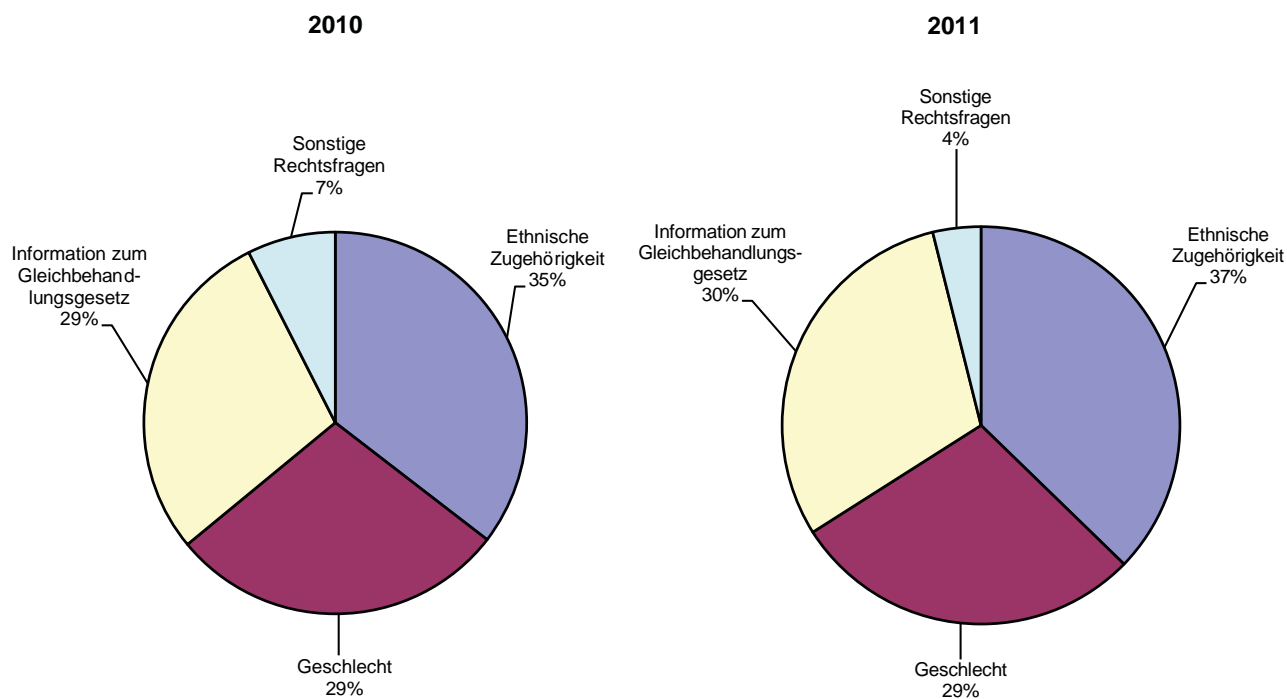 2010
Sonstige
Rechtsfragen
7%
Information zum
Gleichbehand-
lungsgesetz
29%
Ethnische
Zugehörigkeit
35%
Geschlecht
29%
2011
Sonstige
Rechtsfragen
4%
Information zum
Gleichbehandlungs-
gesetz
30%
Ethnische
Zugehörigkeit
37%
Geschlecht
29%